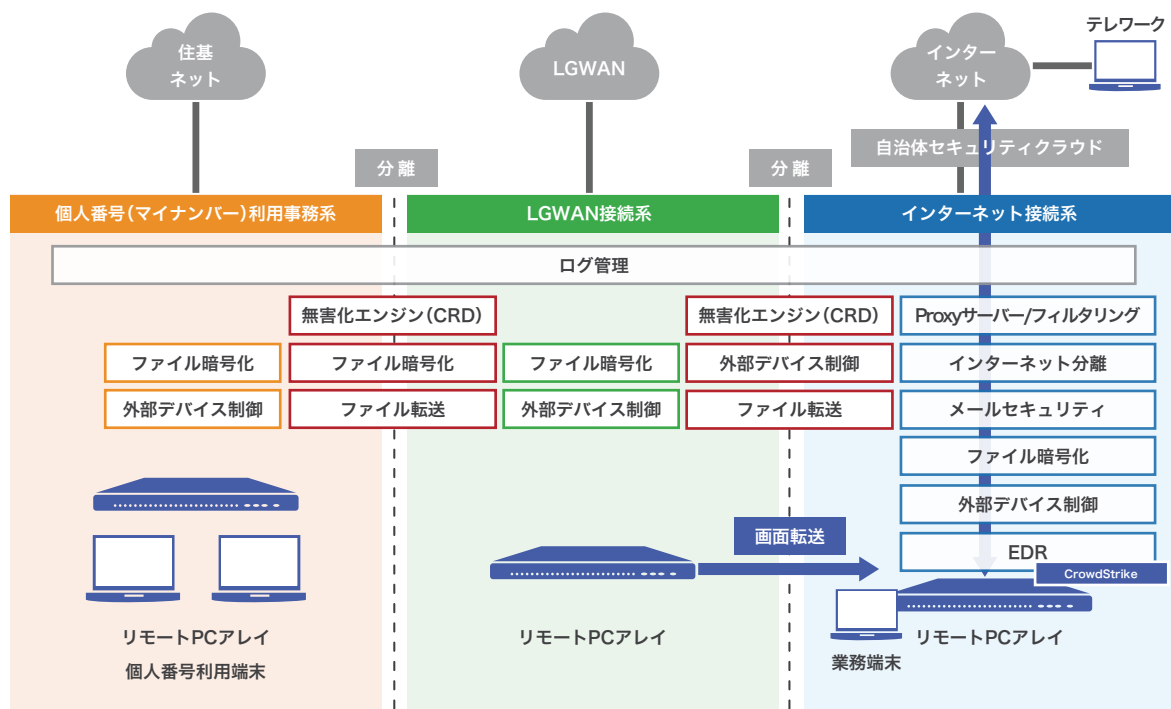 テレワーク
住基
ネット
LGWAN
インター
ネット
自治体セキュリティクラウド
分離
分離
個人番号(マイナンバー)利用事務系
LGWAN接続系
インターネット接続系
ログ管理
無害化エンジン(CRD)
無害化エンジン(CRD)
Proxyサーバー/フィルタリング
ファイル暗号化
ファイル暗号化
ファイル暗号化
外部デバイス制御
インターネット分離
外部デバイス制御
ファイル転送
外部デバイス制御
ファイル転送
メールセキュリティ
ファイル暗号化
外部デバイス制御
画面転送
EDR
CrowdStrike
リモートPCアレイ
リモートPCアレイ
リモートPCアレイ
個人番号利用端末
業務端末